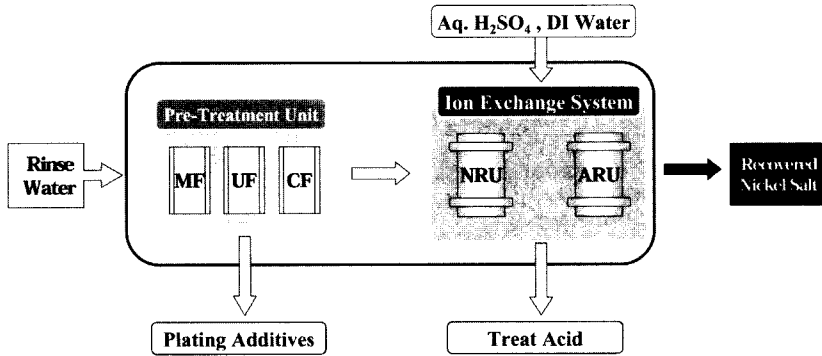 Aq. H₂SO₄ , DI Water
Pre-Treatment Unit
Ion Exchange System
Rinse
Water
MF UF CF
NRU ARU
Recovered
Nickel Salt
Plating Additives
Treat Acid